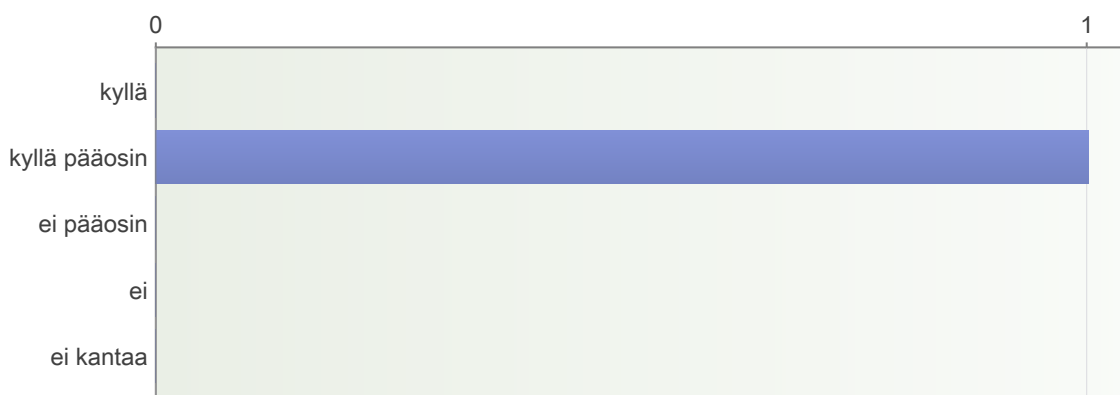 0 1
kyllä
kyllä pääosin
ei pääosin
ei
ei kantaa